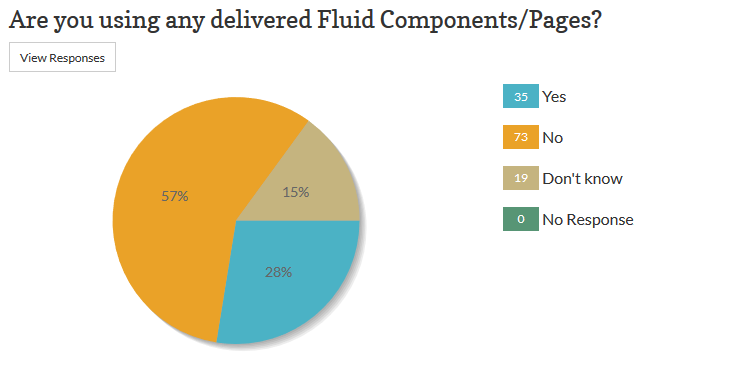 Are you using any delivered Fluid Components/Pages?
View Responses
35 Yes
73 No
19 Don't know
0 No Response
57%
15%
28%